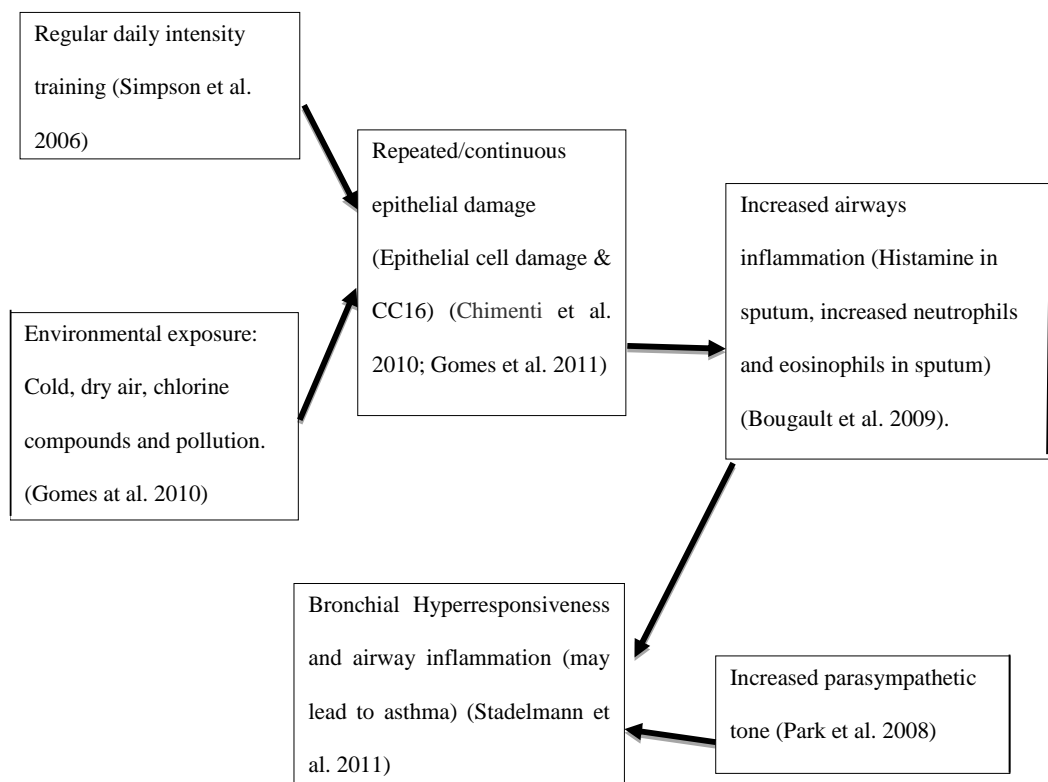 Regular daily intensity
training (Simpson et al.
2006)
Repeated/continuous
epithelial damage
(Epithelial cell damage &
CC16) (Chimenti et al.
2010; Gomes et al. 2011)
Increased airways
inflammation (Histamine in
sputum, increased neutrophils
and eosinophils in sputum)
(Bougault et al. 2009).
Environmental exposure:
Cold, dry air, chlorine
compounds and pollution.
(Gomes at al. 2010)
Bronchial Hyperresponsiveness
and airway inflammation (may
lead to asthma) (Stadelmann et
al. 2011)
Increased parasympathetic
tone (Park et al. 2008)